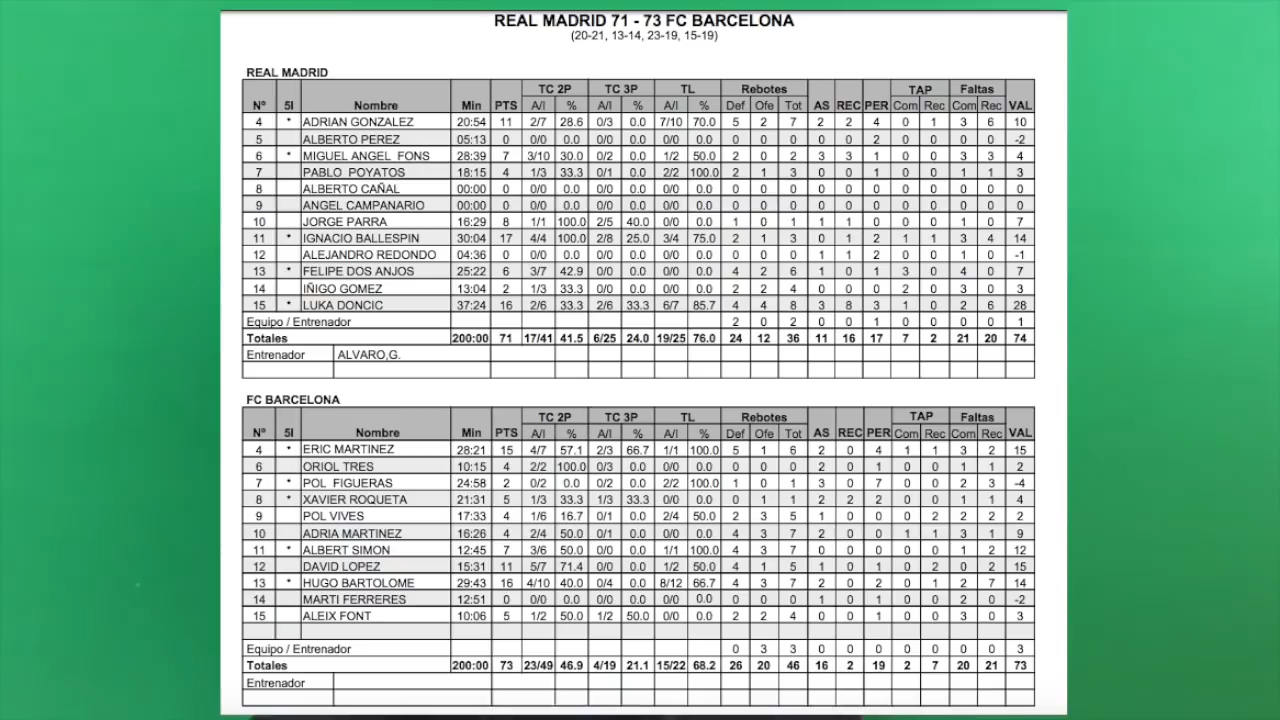 REAL MADRID 71 - 73 FC BARCELONA
(20-21, 13-14, 23-19, 15-19)
REAL MADRID
TC 2P TC 3P TL Rebotes TAP Faltas
Nº 5I Nombre Min PTS A/I % A/I % A/I % Def Ofe Tot AS REC PER Com Rec Com Rec VAL
4 * ADRIAN GONZALEZ 20:54 11 2/7 28.6 0/3 0.0 7/10 70.0 5 2 7 2 2 4 0 1 3 6 10
5 ALBERTO PEREZ 05:13 0 0/0 0.0 0/0 0.0 0/0 0.0 0 0 0 0 0 2 0 0 0 0 -2
6 * MIGUEL ANGEL FONS 28:39 7 3/10 30.0 0/2 0.0 1/2 50.0 2 0 2 3 3 1 0 0 3 3 4
7 PABLO POYATOS 18:15 4 1/3 33.3 0/1 0.0 2/2 100.0 2 1 3 0 0 0 0 0 1 1 3
8 ALBERTO CAÑAL 00:00 0 0/0 0.0 0/0 0.0 0/0 0.0 0 0 0 0 0 0 0 0 0 0 0
9 ANGEL CAMPANARIO 00:00 0 0/0 0.0 0/0 0.0 0/0 0.0 0 0 0 0 0 0 0 0 0 0 0
10 JORGE PARRA 16:29 8 1/1 100.0 2/5 40.0 0/0 0.0 1 0 1 1 1 0 0 0 1 0 7
11 * IGNACIO BALLESPIN 30:04 17 4/4 100.0 2/8 25.0 3/4 75.0 2 1 3 0 1 2 1 1 3 4 14
12 ALEJANDRO REDONDO 04:36 0 0/0 0.0 0/0 0.0 0/0 0.0 0 0 0 1 1 2 0 0 1 0 -1
13 * FELIPE DOS ANJOS 25:22 6 3/7 42.9 0/0 0.0 0/0 0.0 4 2 6 1 0 1 3 0 4 0 7
14 IÑIGO GOMEZ 13:04 2 1/3 33.3 0/0 0.0 0/0 0.0 2 2 4 0 0 0 2 0 3 0 3
15 * LUKA DONCIC 37:24 16 2/6 33.3 2/6 33.3 6/7 85.7 4 4 8 3 8 3 1 0 2 6 28
Equipo / Entrenador 2 0 2 0 0 1 0 0 0 0 1
Totales 200:00 71 17/41 41.5 6/25 24.0 19/25 76.0 24 12 36 11 16 17 7 2 21 20 74
Entrenador ALVARO,G.
FC BARCELONA
TC 2P TC 3P TL Rebotes TAP Faltas
Nº 5I Nombre Min PTS A/I % A/I % A/I % Def Ofe Tot AS REC PER Com Rec Com Rec VAL
4 * ERIC MARTINEZ 28:21 15 4/7 57.1 2/3 66.7 1/1 100.0 5 1 6 2 0 4 1 1 3 2 15
6 ORIOL TRES 10:15 4 2/2 100.0 0/3 0.0 0/0 0.0 0 0 0 2 0 1 0 0 1 1 2
7 * POL FIGUERAS 24:58 2 0/2 0.0 0/2 0.0 2/2 100.0 1 0 1 3 0 7 0 0 2 3 -4
8 * XAVIER ROQUETA 21:31 5 1/3 33.3 1/3 33.3 0/0 0.0 0 1 1 2 2 2 0 0 1 1 4
9 POL VIVES 17:33 4 1/6 16.7 0/1 0.0 2/4 50.0 2 3 5 1 0 0 0 2 2 2 2
10 ADRIA MARTINEZ 16:26 4 2/4 50.0 0/1 0.0 0/0 0.0 4 3 7 2 0 0 1 1 3 1 9
11 * ALBERT SIMON 12:45 7 3/6 50.0 0/0 0.0 1/1 100.0 4 3 7 0 0 0 0 0 1 2 12
12 DAVID LOPEZ 15:31 11 5/7 71.4 0/0 0.0 1/2 50.0 4 1 5 1 0 1 0 2 0 2 15
13 * HUGO BARTOLOME 29:43 16 4/10 40.0 0/4 0.0 8/12 66.7 4 3 7 2 0 2 0 1 2 7 14
14 MARTI FERRERES 12:51 0 0/0 0.0 0/0 0.0 0/0 0.0 0 0 0 1 0 1 0 0 2 0 -2
15 ALEIX FONT 10:06 5 1/2 50.0 1/2 50.0 0/0 0.0 2 2 4 0 0 1 0 0 3 0 3
Equipo / Entrenador 0 3 3 0 0 0 0 0 0 0 3
Totales 200:00 73 23/49 46.9 4/19 21.1 15/22 68.2 26 20 46 16 2 19 2 7 20 21 73
Entrenador